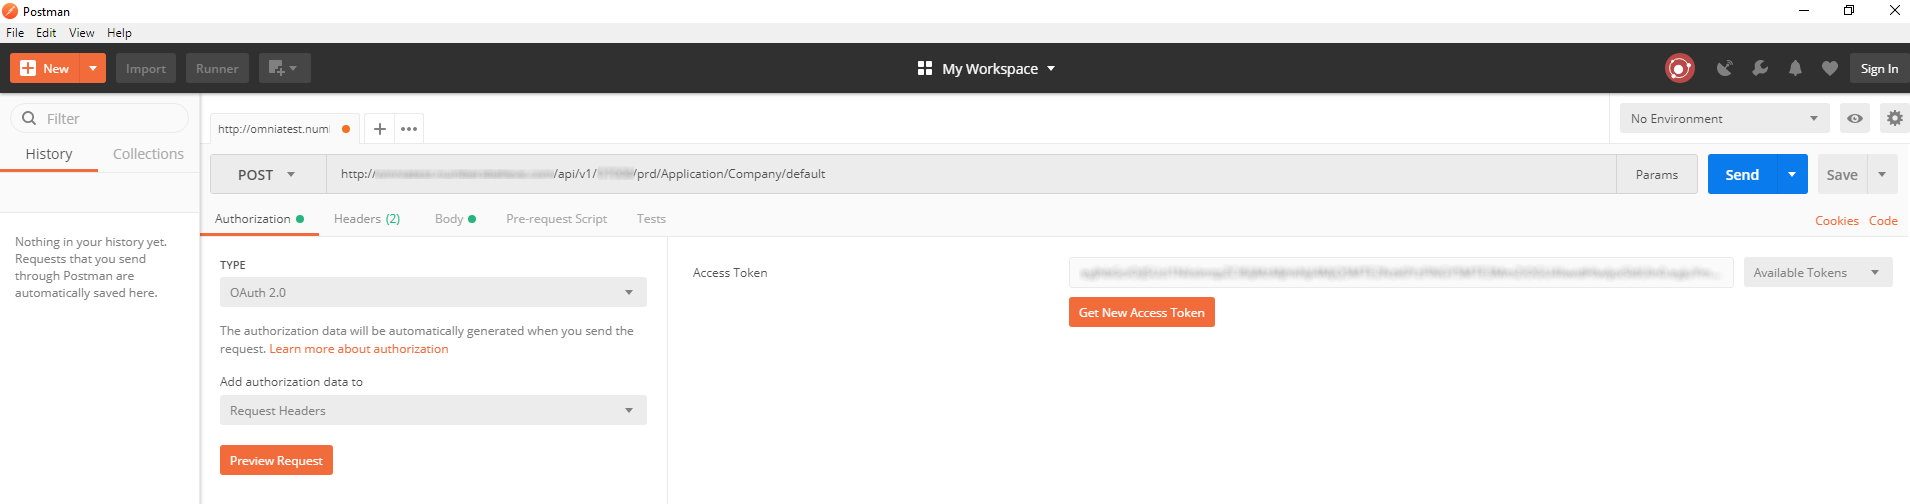 Postman
File Edit View Help
New Import Runner My Workspace Sign In
Filter
History Collections
Nothing in your history yet.
Requests that you send
through Postman are
automatically saved here.
http://omniatest.num
No Environment
POST http:// /api/v1/ /prd/Application/Company/default Params Send Save
Authorization Headers (2) Body Pre-request Script Tests Cookies Code
TYPE
OAuth 2.0
The authorization data will be automatically generated when you send the
request. Learn more about authorization
Add authorization data to
Request Headers
Preview Request
Access Token Available Tokens
Get New Access Token